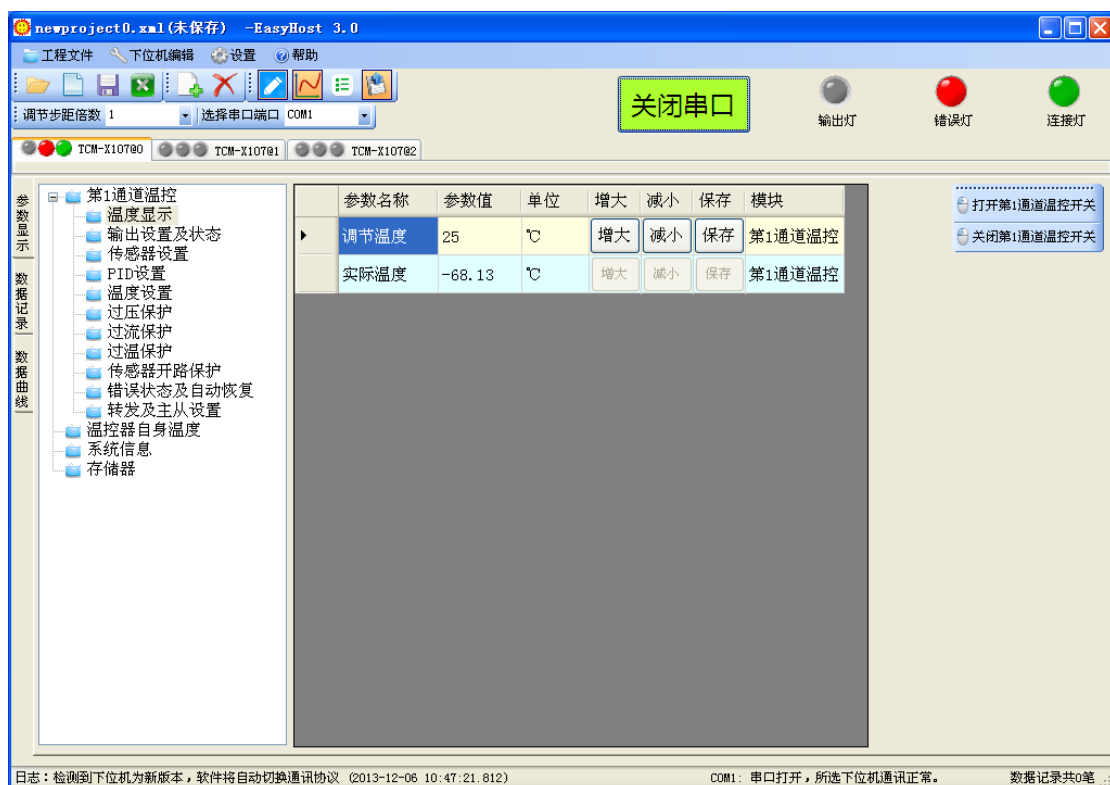 newproject0.xml(未保存) -EasyHost 3.0
工程文件 下位机编辑 设置 帮助
调节步距倍数 1 选择串口端口 COM1
关闭串口
输出灯 错误灯 连接灯
TCM-X107@0 TCM-X107@1 TCM-X107@2
参数显示
数据记录
数据曲线
第1通道温控
温度显示
输出设置及状态
传感器设置
PID设置
温度设置
过压保护
过流保护
过温保护
传感器开路保护
错误状态及自动恢复
转发及主从设置
温控器自身温度
系统信息
存储器
参数名称 参数值 单位 增大 减小 保存 模块
调节温度 25 ℃ 增大 减小 保存 第1通道温控
实际温度 -68.13 ℃ 增大 减小 保存 第1通道温控
打开第1通道温控开关
关闭第1通道温控开关
日志：检测到下位机为新版本，软件将自动切换通讯协议 (2013-12-06 10:47:21.812) COM1: 串口打开，所选下位机通讯正常。 数据记录共0笔